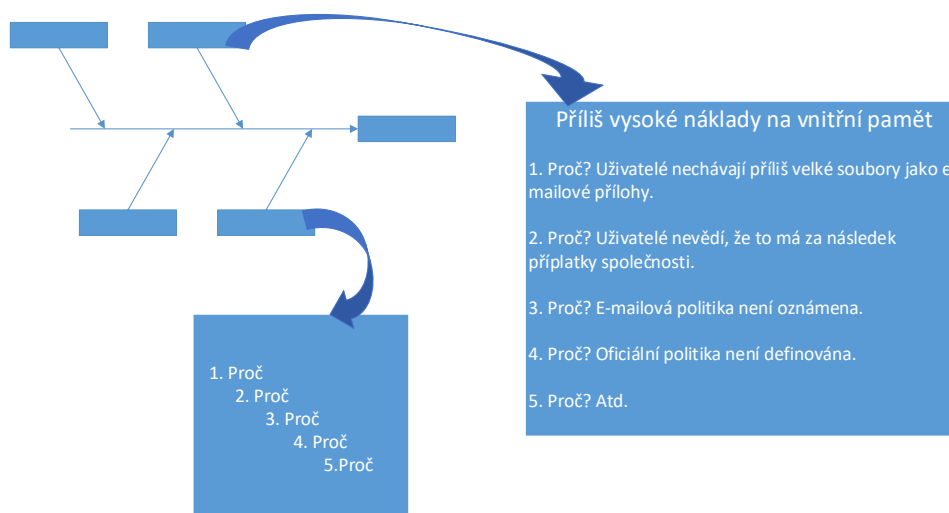 Příliš vysoké náklady na vnitřní pamět
1. Proč? Uživatelé nechávají příliš velké soubory jako e
mailové přílohy.
2. Proč? Uživatelé nevědí, že to má za následek
příplatky společnosti.
3. Proč? E-mailová politika není oznámena.
4. Proč? Oficiální politika není definována.
5. Proč? Atd.
1. Proč
2. Proč
3. Proč
4. Proč
5.Proč